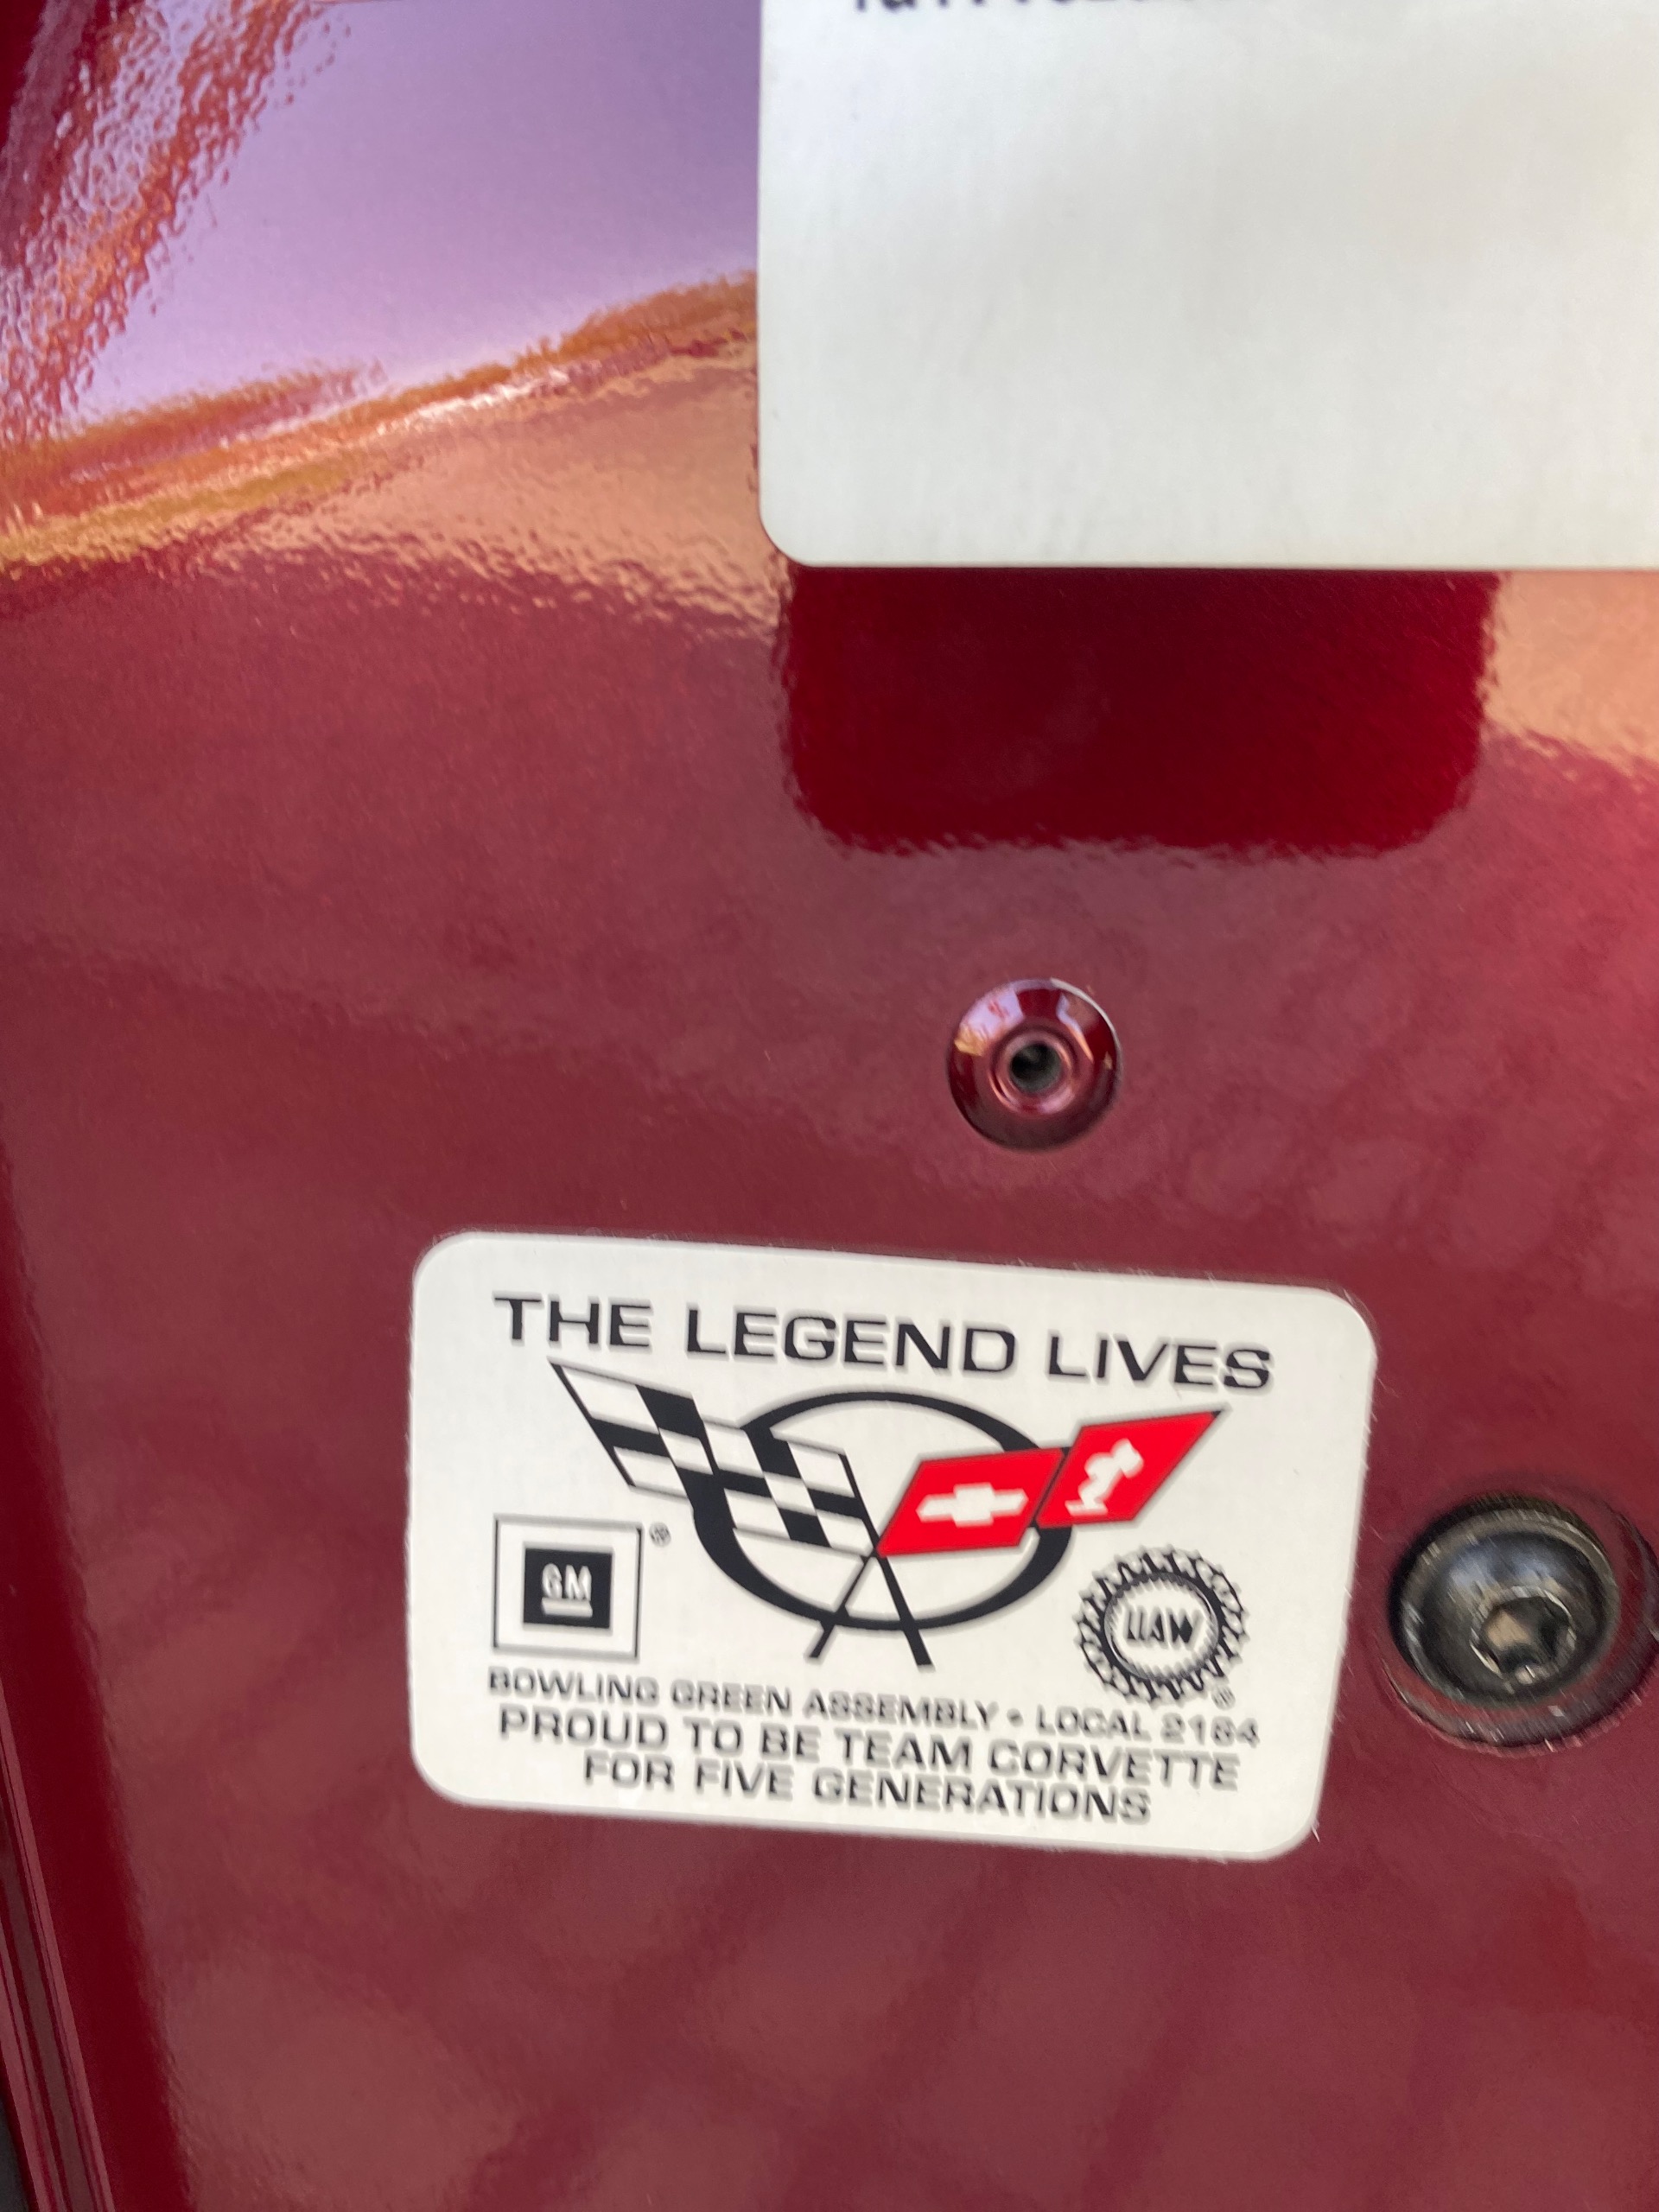 THE LEGEND LIVES
GM ®
UAW ®
BOWLING GREEN ASSEMBLY • LOCAL 2164
PROUD TO BE TEAM CORVETTE
FOR FIVE GENERATIONS